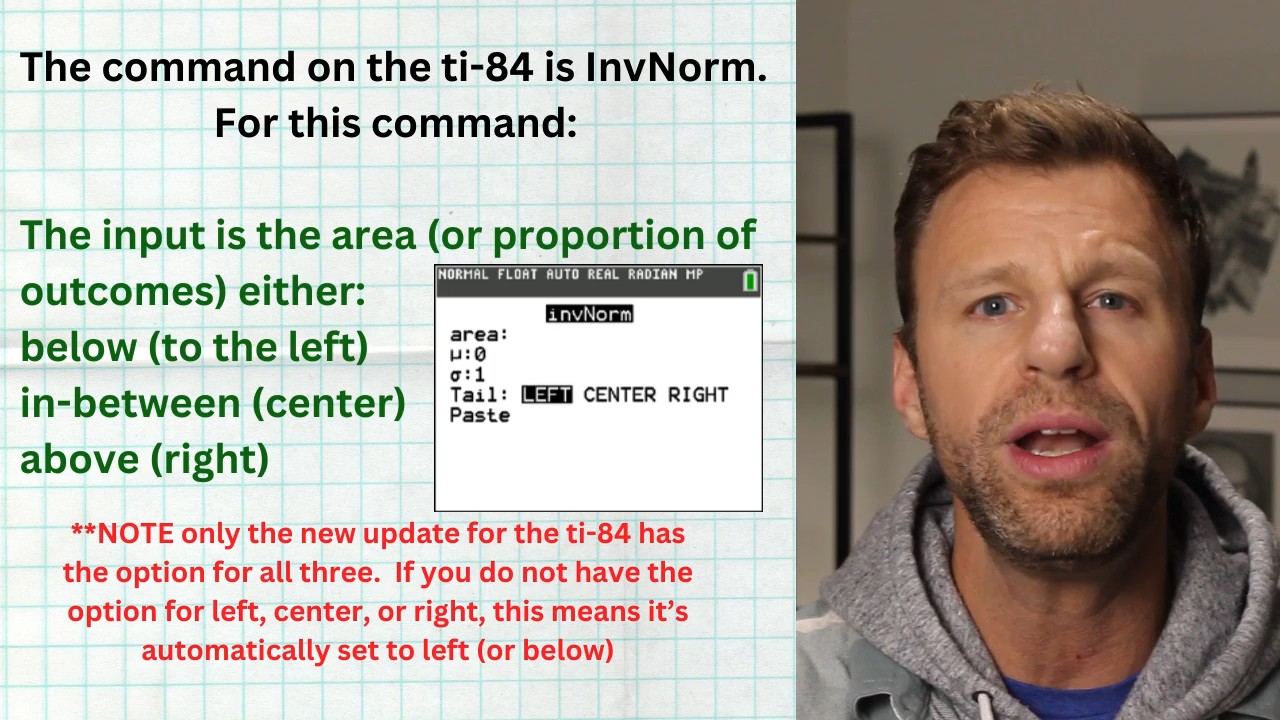 The command on the ti-84 is InvNorm.
For this command:
The input is the area (or proportion of
outcomes) either:
below (to the left)
in-between (center)
above (right)
NORMAL FLOAT AUTO REAL RADIAN MP
invNorm
area:
μ:0
σ:1
Tail: LEFT CENTER RIGHT
Paste
**NOTE only the new update for the ti-84 has
the option for all three. If you do not have the
option for left, center, or right, this means it’s
automatically set to left (or below)